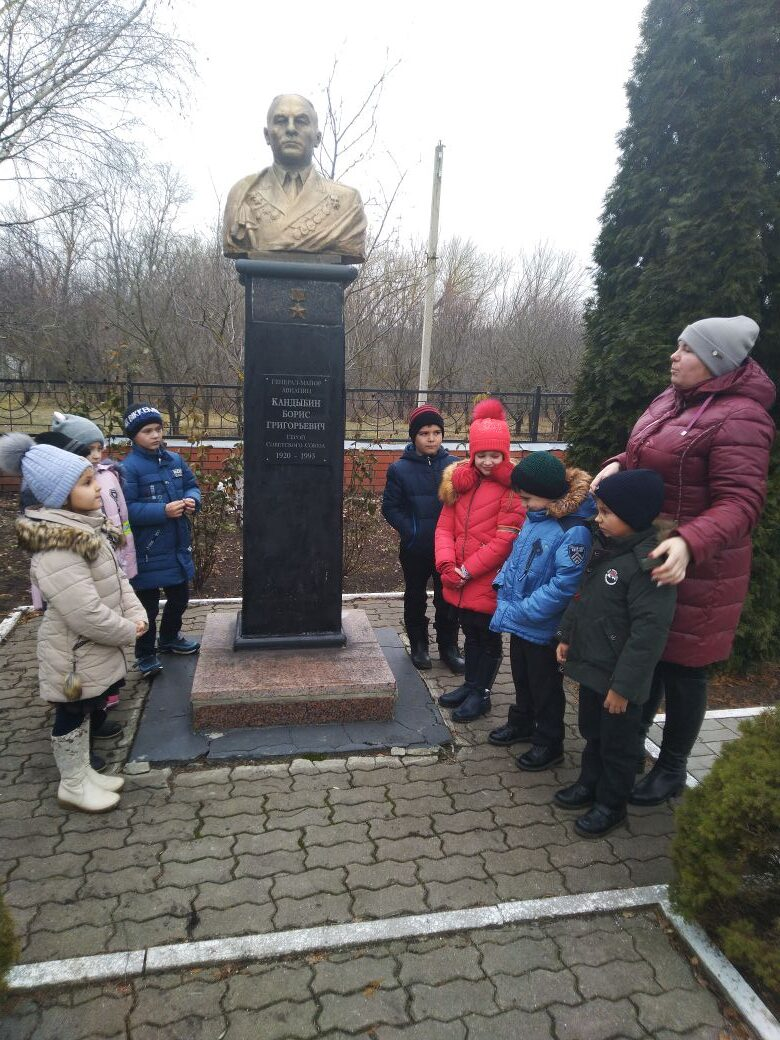 ГЕНЕРАЛ-МАЙОР
АВИАЦИИ
КАНДЫБИН
БОРИС
ГРИГОРЬЕВИЧ
ГЕРОЙ
СОВЕТСКОГО СОЮЗА
1920 - 1993